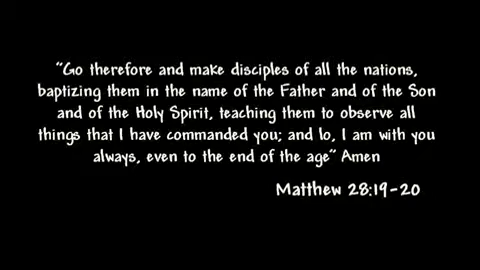 "Go therefore and make disciples of all the nations,
baptizing them in the name of the Father and of the Son
and of the Holy Spirit, teaching them to observe all
things that I have commanded you; and lo, I am with you
always, even to the end of the age" Amen
Matthew 28:19-20